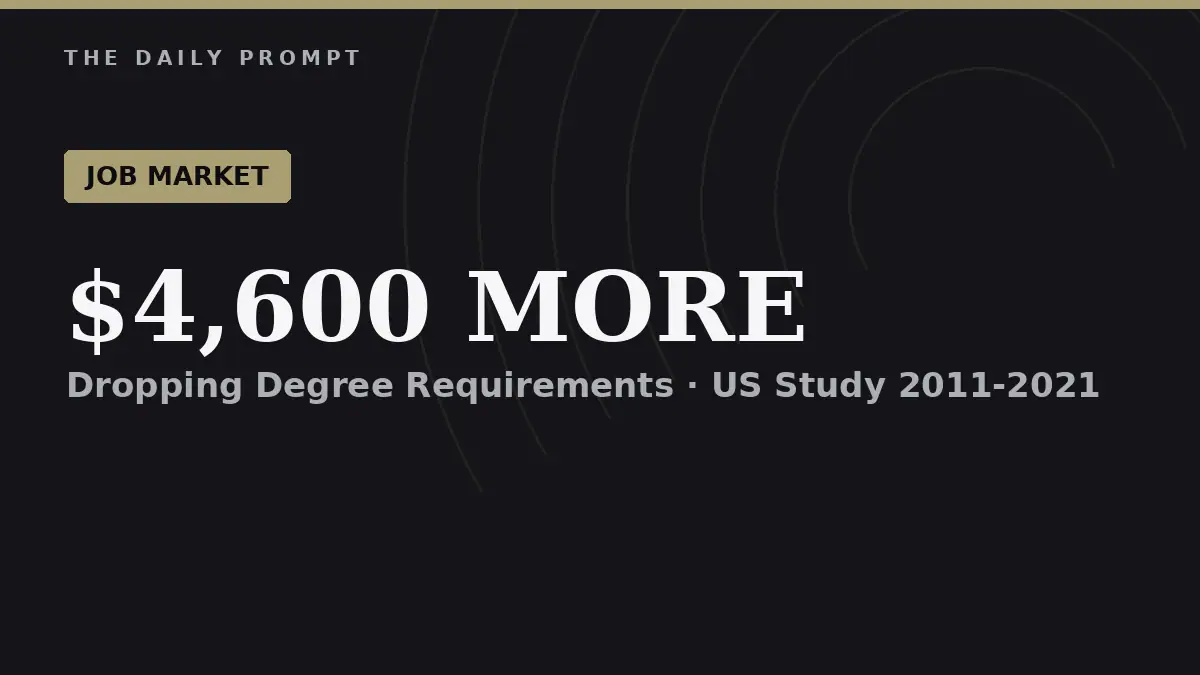 THE DAILY PROMPT
JOB MARKET
$4,600 MORE
Dropping Degree Requirements · US Study 2011-2021